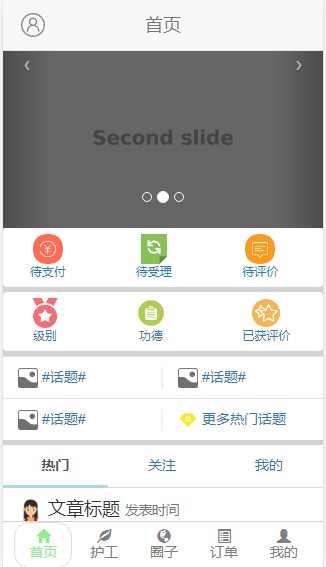 首页
Second slide
待支付 待受理 待评价
级别 功德 已获评价
#话题# #话题#
#话题# 更多热门话题
热门 关注 我的
文章标题 发表时间
首页 护工 圈子 订单 我的